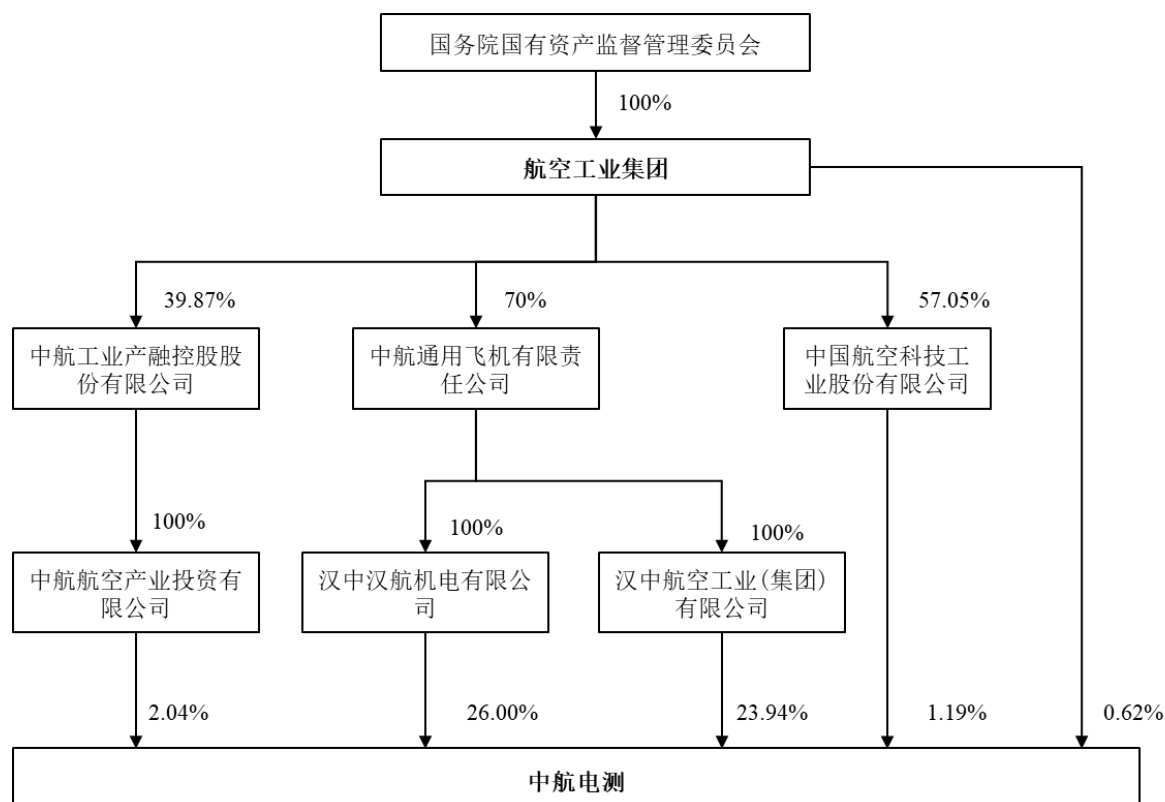 国务院国有资产监督管理委员会
100%
航空工业集团
39.87%
70%
57.05%
中航工业产融控股股
份有限公司
中航通用飞机有限责
任公司
中国航空科技工
业股份有限公司
100%
100%
100%
中航航空产业投资有
限公司
汉中汉航机电有限公
司
汉中航空工业(集团)
有限公司
2.04%
26.00%
23.94%
1.19%
0.62%
中航电测